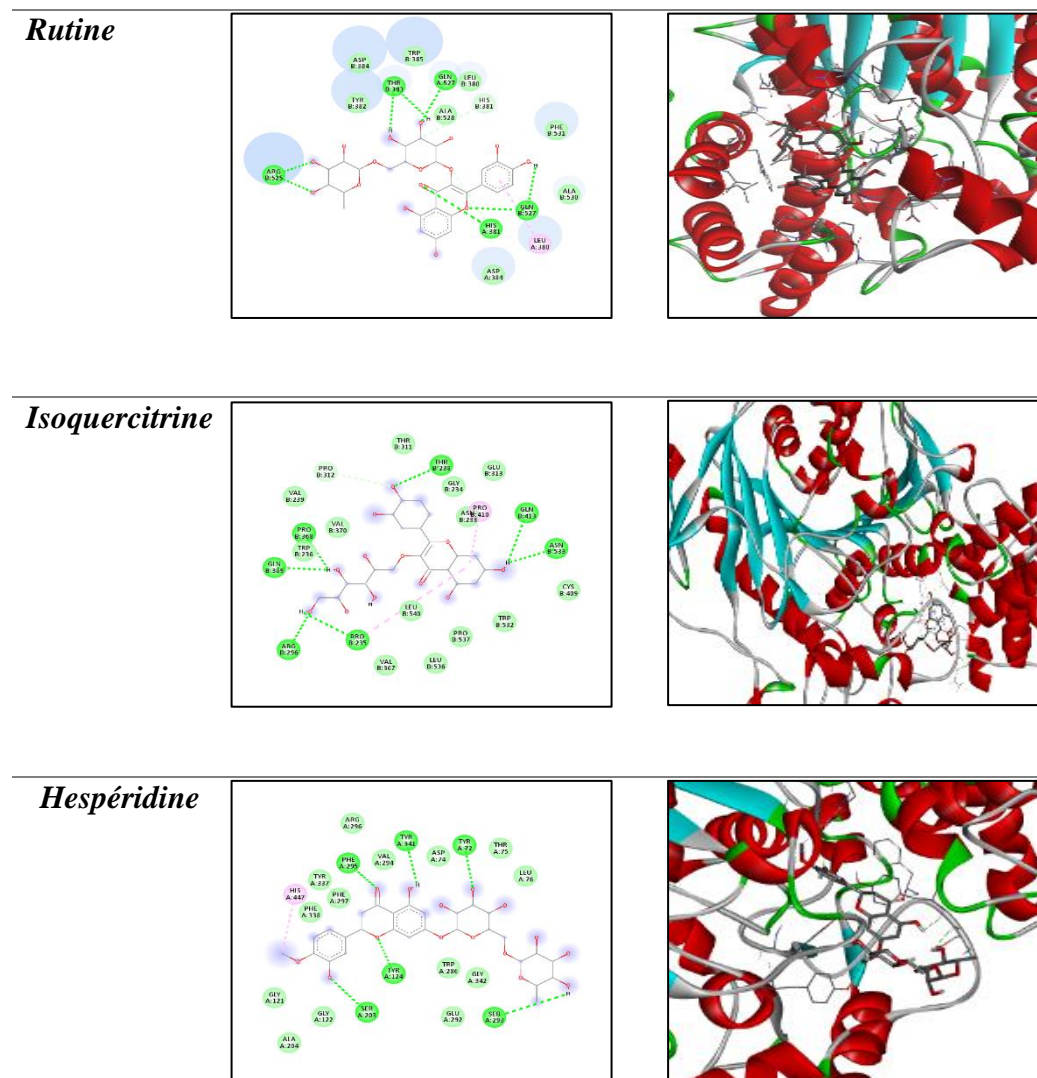 Rutine
ASP
B:384
TRP
B:385
THR
B:383
GLN
A:527
LEU
B:380
TYR
B:382
ALA
B:528
HIS
B:381
PHE
B:531
ARG
B:525
ALA
B:530
GLN
B:527
HIS
A:381
LEU
A:380
ASP
A:384
Isoquercitrine
THR
B:311
PRO
B:312
THR
B:238
GLU
B:313
GLY
B:234
VAL
B:239
ASN
B:233
PRO
B:410
GLN
B:413
PRO
B:368
VAL
B:370
TRP
B:236
GLN
B:369
ASN
B:533
CYS
B:409
LEU
B:540
ARG
B:296
PRO
B:235
PRO
B:537
TRP
B:532
VAL
B:367
LEU
B:536
Hespéridine
ARG
A:296
TYR
A:341
TYR
A:72
THR
A:75
PHE
A:295
VAL
A:294
ASP
A:74
LEU
A:76
TYR
A:337
HIS
A:447
PHE
A:297
PHE
A:338
TYR
A:124
TRP
A:286
GLY
A:342
GLY
A:121
GLY
A:122
SER
A:203
GLU
A:292
SER
A:293
ALA
A:204